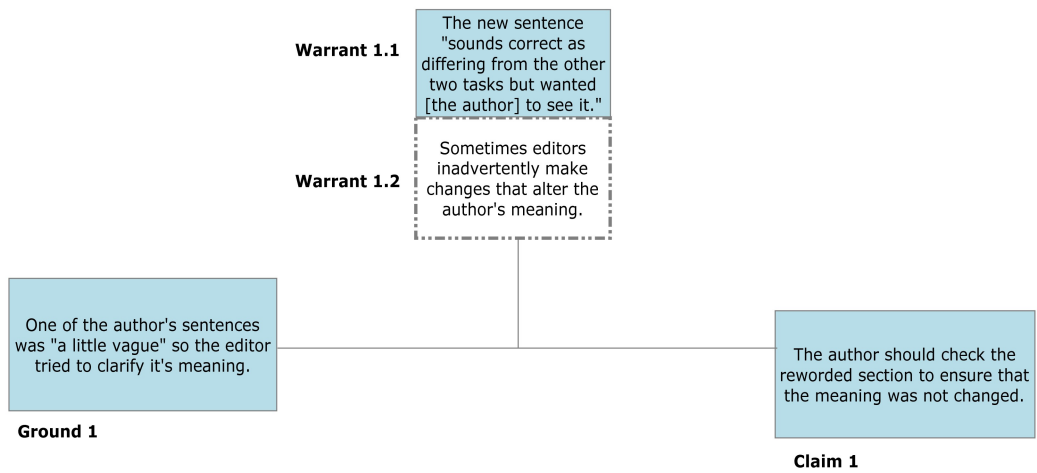 Warrant 1.1
The new sentence
"sounds correct as
differing from the other
two tasks but wanted
[the author] to see it."
Warrant 1.2
Sometimes editors
inadvertently make
changes that alter the
author's meaning.
One of the author's sentences
was "a little vague" so the editor
tried to clarify it's meaning.
Ground 1
The author should check the
reworded section to ensure that
the meaning was not changed.
Claim 1